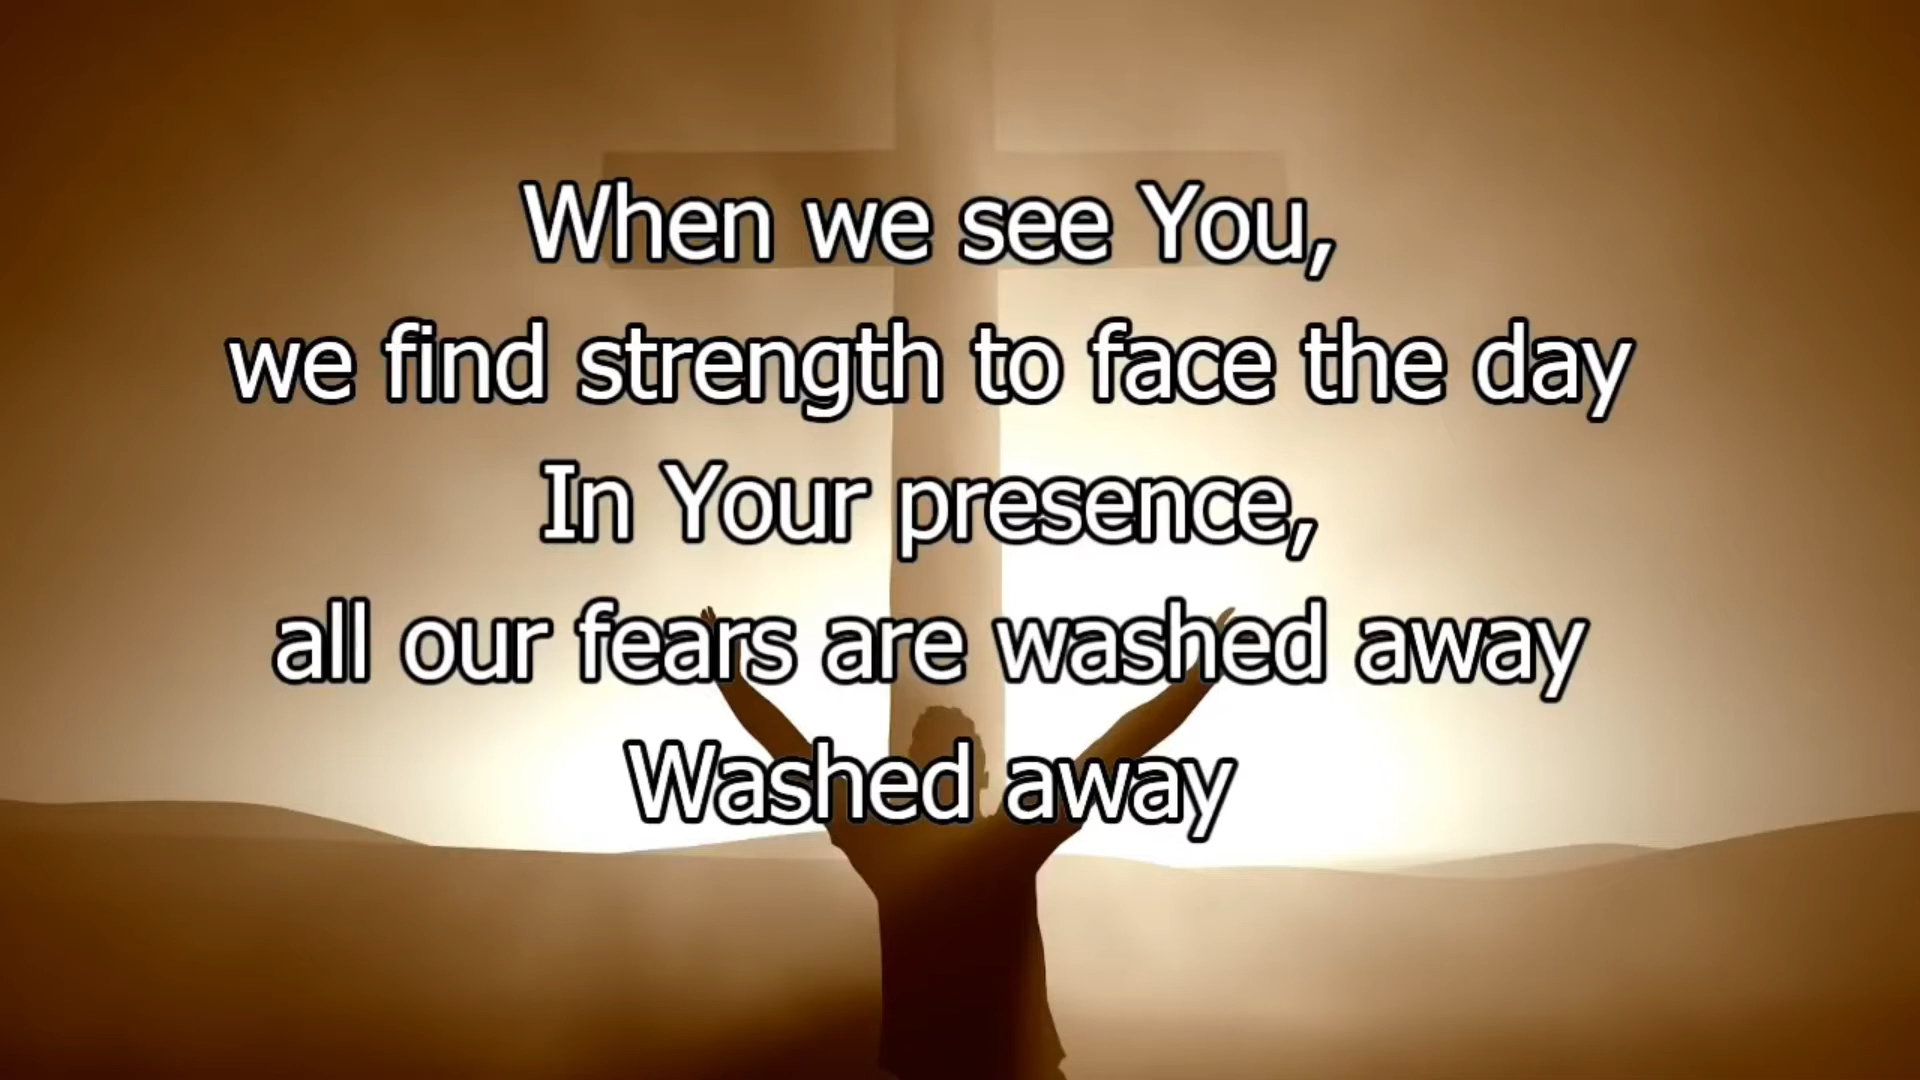 When we see You,
we find strength to face the day
In Your presence,
all our fears are washed away
Washed away